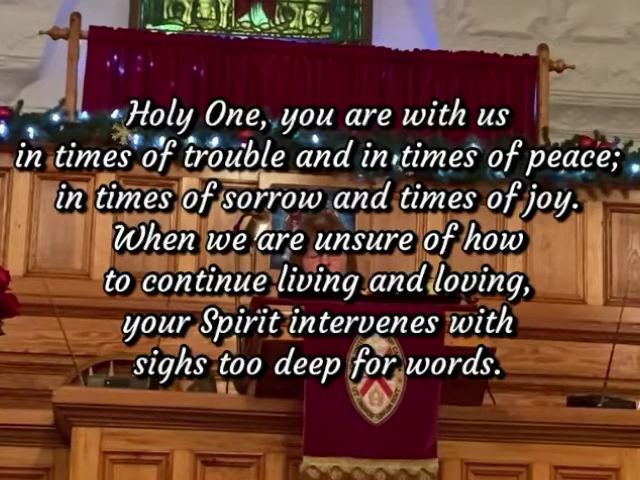 Holy One, you are with us
in times of trouble and in times of peace;
in times of sorrow and times of joy.
When we are unsure of how
to continue living and loving,
your Spirit intervenes with
sighs too deep for words.